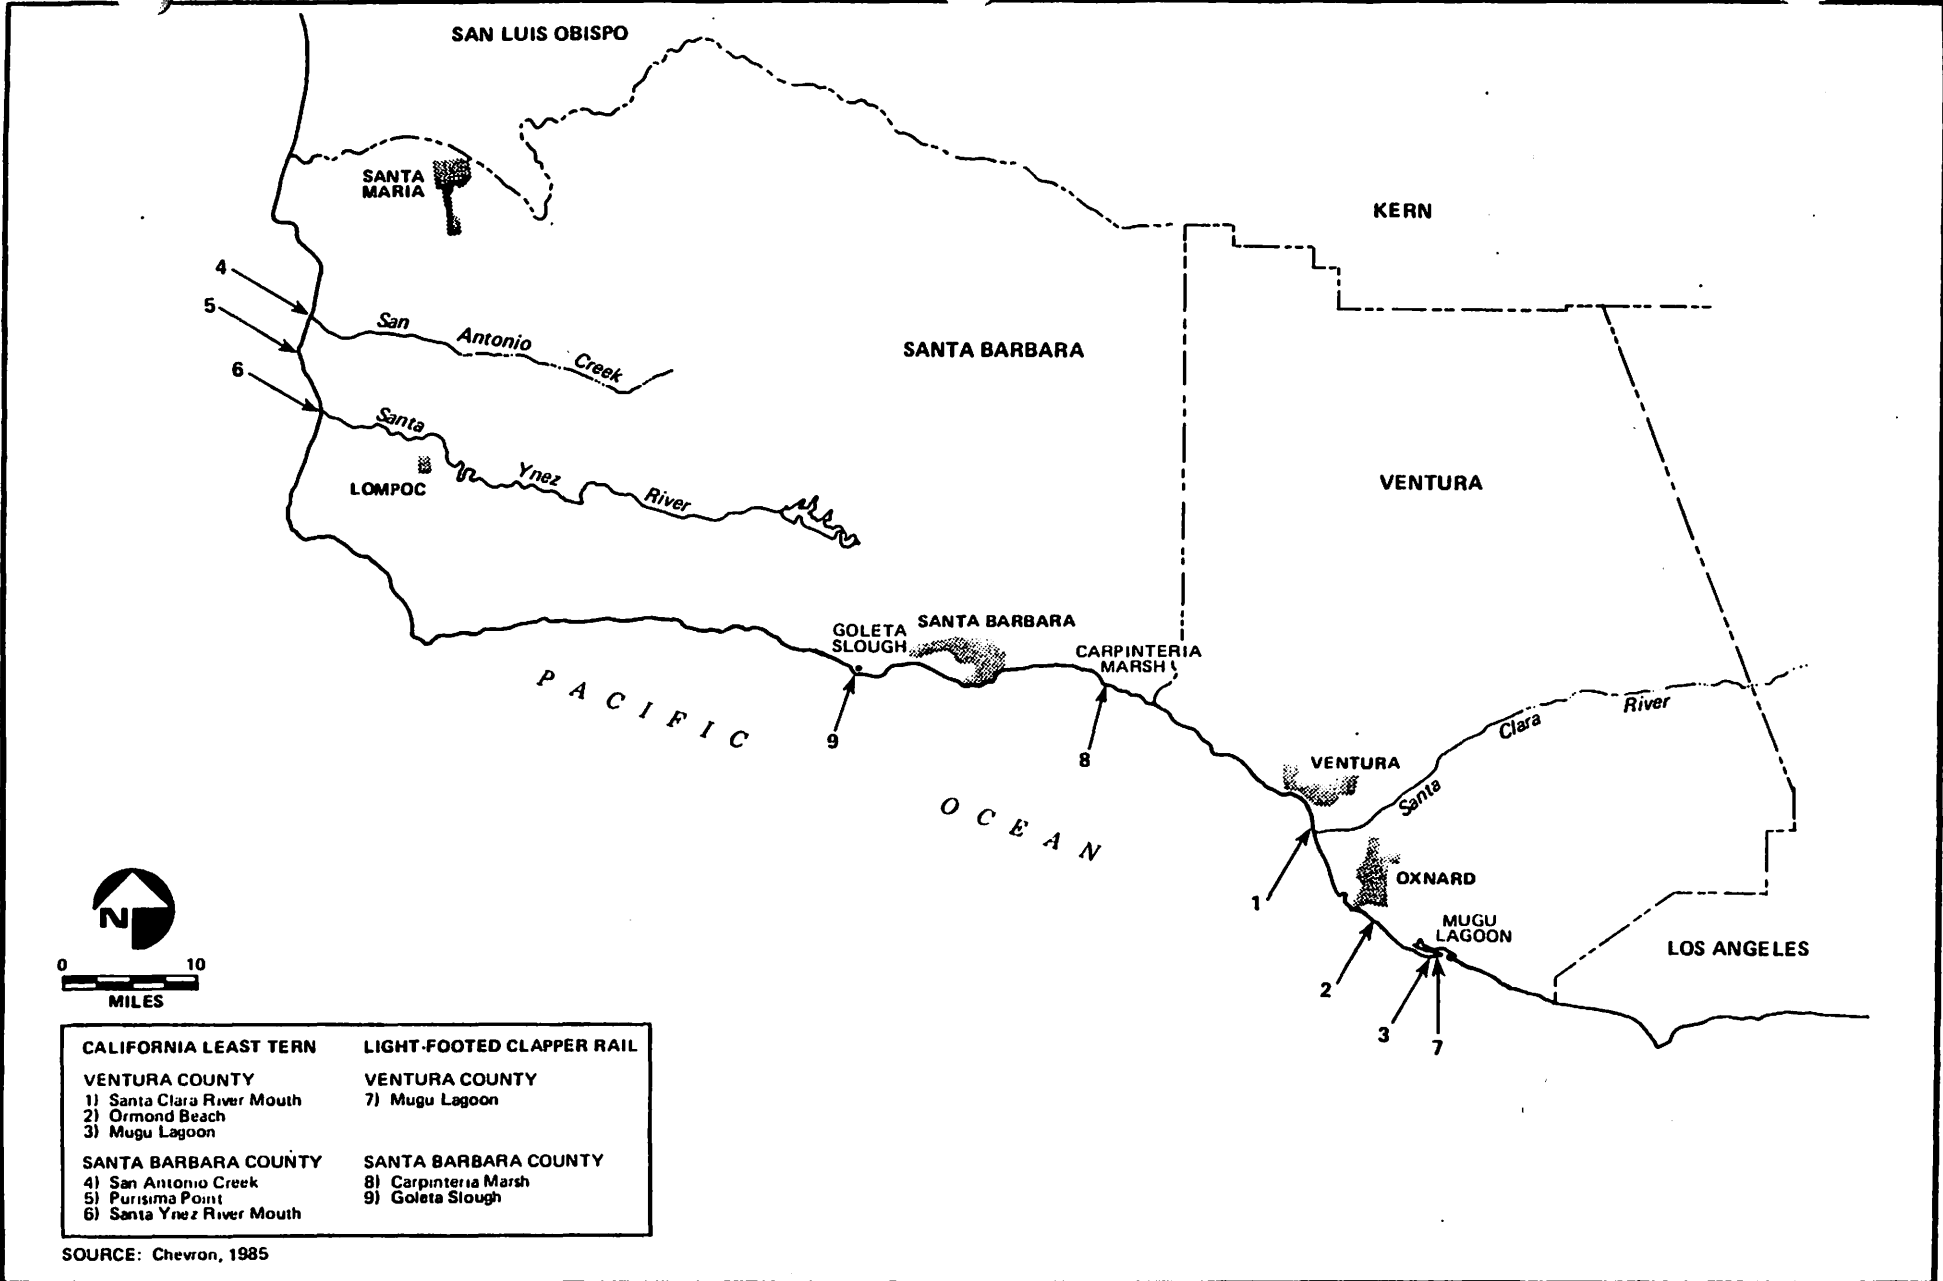 SAN LUIS OBISPO
SANTA
MARIA
KERN
4
5
6
San Antonio Creek
SANTA BARBARA
Santa Ynez River
LOMPOC
VENTURA
GOLETA
SLOUGH
SANTA BARBARA
CARPINTERIA
MARSH
PACIFIC OCEAN
9
8
VENTURA
Santa Clara River
1
OXNARD
MUGU
LAGOON
LOS ANGELES
2
3
7
N
0 10
MILES
CALIFORNIA LEAST TERN
VENTURA COUNTY
1) Santa Clara River Mouth
2) Ormond Beach
3) Mugu Lagoon
SANTA BARBARA COUNTY
4) San Antonio Creek
5) Purisima Point
6) Santa Ynez River Mouth
LIGHT-FOOTED CLAPPER RAIL
VENTURA COUNTY
7) Mugu Lagoon
SANTA BARBARA COUNTY
8) Carpinteria Marsh
9) Goleta Slough
SOURCE: Chevron, 1985